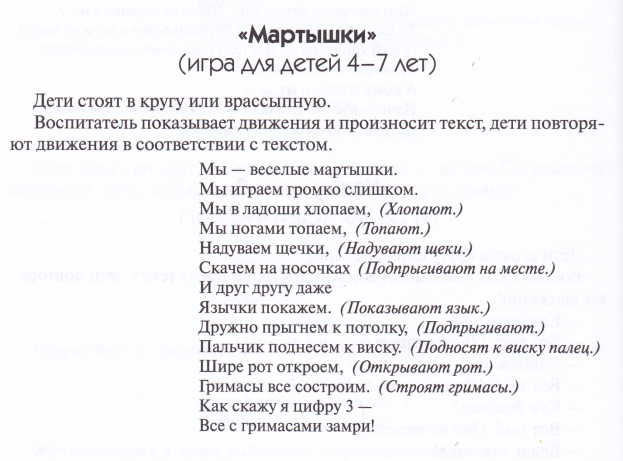 «Мартышки»
(игра для детей 4–7 лет)
Дети стоят в кругу или врассыпную.
Воспитатель показывает движения и произносит текст, дети повторя-
ют движения в соответствии с текстом.
Мы — веселые мартышки.
Мы играем громко слишком.
Мы в ладоши хлопаем, (Хлопают.)
Мы ногами топаем, (Топают.)
Надуваем щечки, (Надувают щеки.)
Скачем на носочках (Подпрыгивают на месте.)
И друг другу даже
Язычки покажем. (Показывают язык.)
Дружно прыгнем к потолку, (Подпрыгивают.)
Пальчик поднесем к виску. (Подносят к виску палец.)
Шире рот откроем, (Открывают рот.)
Гримасы все состроим. (Строят гримасы.)
Как скажу я цифру 3 —
Все с гримасами замри!